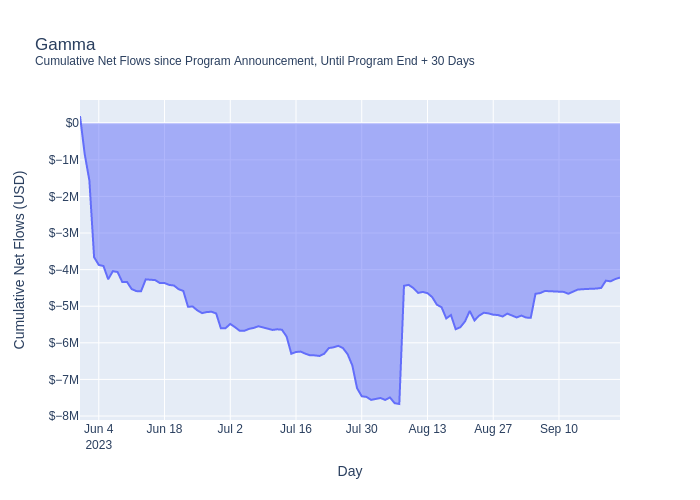 Gamma
Cumulative Net Flows since Program Announcement, Until Program End + 30 Days
Cumulative Net Flows (USD)
$0
$−1M
$−2M
$−3M
$−4M
$−5M
$−6M
$−7M
$−8M
Jun 4 Jun 18 Jul 2 Jul 16 Jul 30 Aug 13 Aug 27 Sep 10
2023
Day